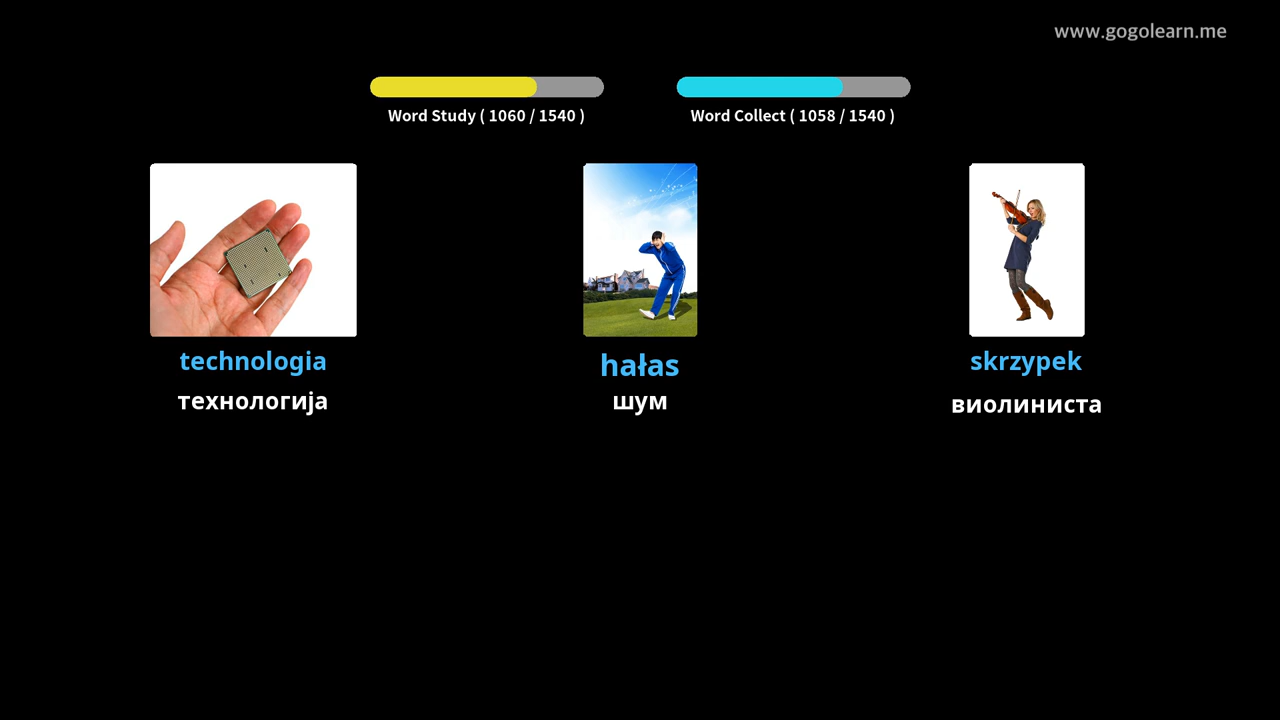 www.gogolearn.me
Word Study ( 1060 / 1540 )
Word Collect ( 1058 / 1540 )
technologia
технологија
hałas
шум
skrzypek
виолиниста